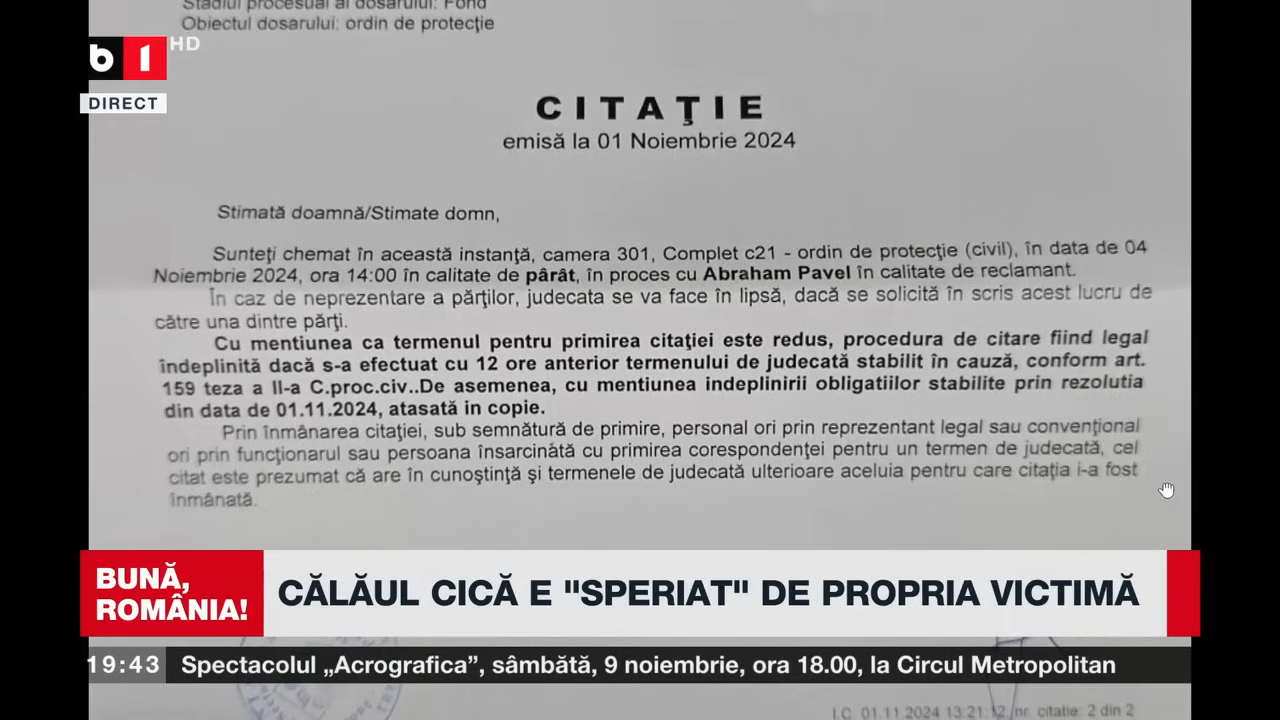 Stadiul procesual al dosarului: Fond
Obiectul dosarului: ordin de protecţie
HD
b 1
DIRECT
CITAŢIE
emisă la 01 Noiembrie 2024
Stimată doamnă/Stimate domn,
Sunteţi chemat în această instanţă, camera 301, Complet c21 - ordin de protecţie (civil), în data de 04
Noiembrie 2024, ora 14:00 în calitate de pârât, în proces cu Abraham Pavel în calitate de reclamant.
În caz de neprezentare a părţilor, judecata se va face în lipsă, dacă se solicită în scris acest lucru de
către una dintre părţi.
Cu mentiunea ca termenul pentru primirea citaţiei este redus, procedura de citare fiind legal
îndeplinită dacă s-a efectuat cu 12 ore anterior termenului de judecată stabilit în cauză, conform art.
159 teza a II-a C.proc.civ..De asemenea, cu mentiunea indeplinirii obligatiilor stabilite prin rezolutia
din data de 01.11.2024, atasată in copie.
Prin înmânarea citaţiei, sub semnătură de primire, personal ori prin reprezentant legal sau convenţional
ori prin funcţionarul sau persoana însarcinată cu primirea corespondenţei pentru un termen de judecată, cel
citat este prezumat că are în cunoştinţă şi termenele de judecată ulterioare aceluia pentru care citaţia i-a fost
înmânată.
BUNĂ,
ROMÂNIA!
CĂLĂUL CICĂ E "SPERIAT" DE PROPRIA VICTIMĂ
19:43 Spectacolul „Acrografica”, sâmbătă, 9 noiembrie, ora 18.00, la Circul Metropolitan
I.C. 01.11.2024 13:21:12, nr. citatie: 2 din 2